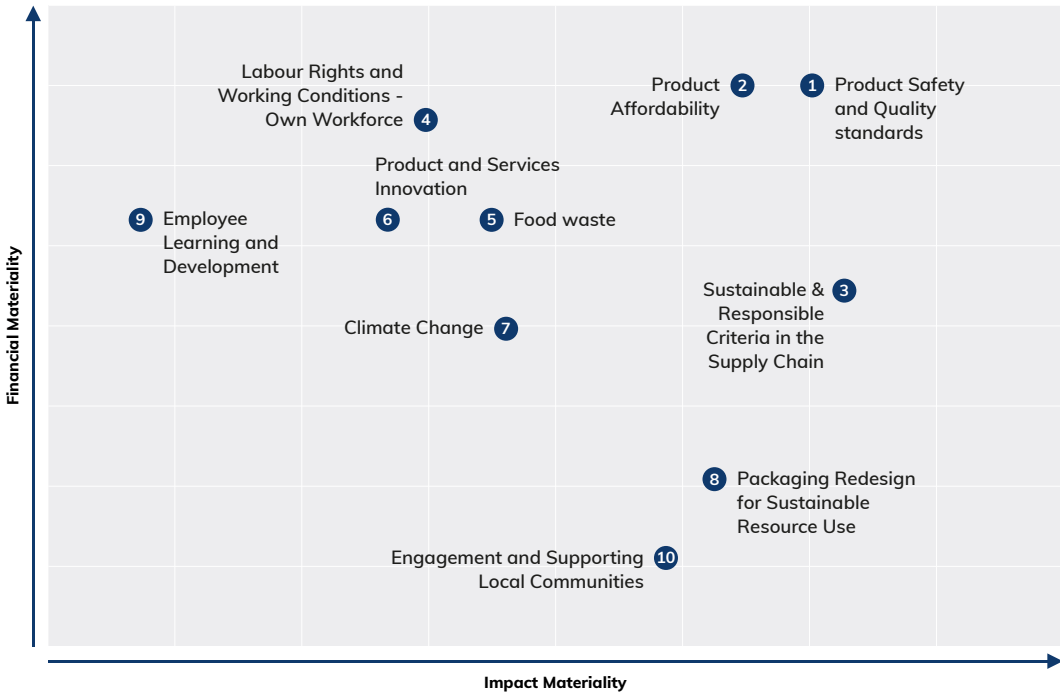 Labour Rights and
Working Conditions -
Own Workforce
4
Product
Affordability
2
1
Product Safety
and Quality
standards
Product and Services
Innovation
6
5
Food waste
9
Employee
Learning and
Development
Sustainable &
Responsible
Criteria in the
Supply Chain
3
Climate Change
7
8
Packaging Redesign
for Sustainable
Resource Use
Engagement and Supporting
Local Communities
10
Financial Materiality
Impact Materiality